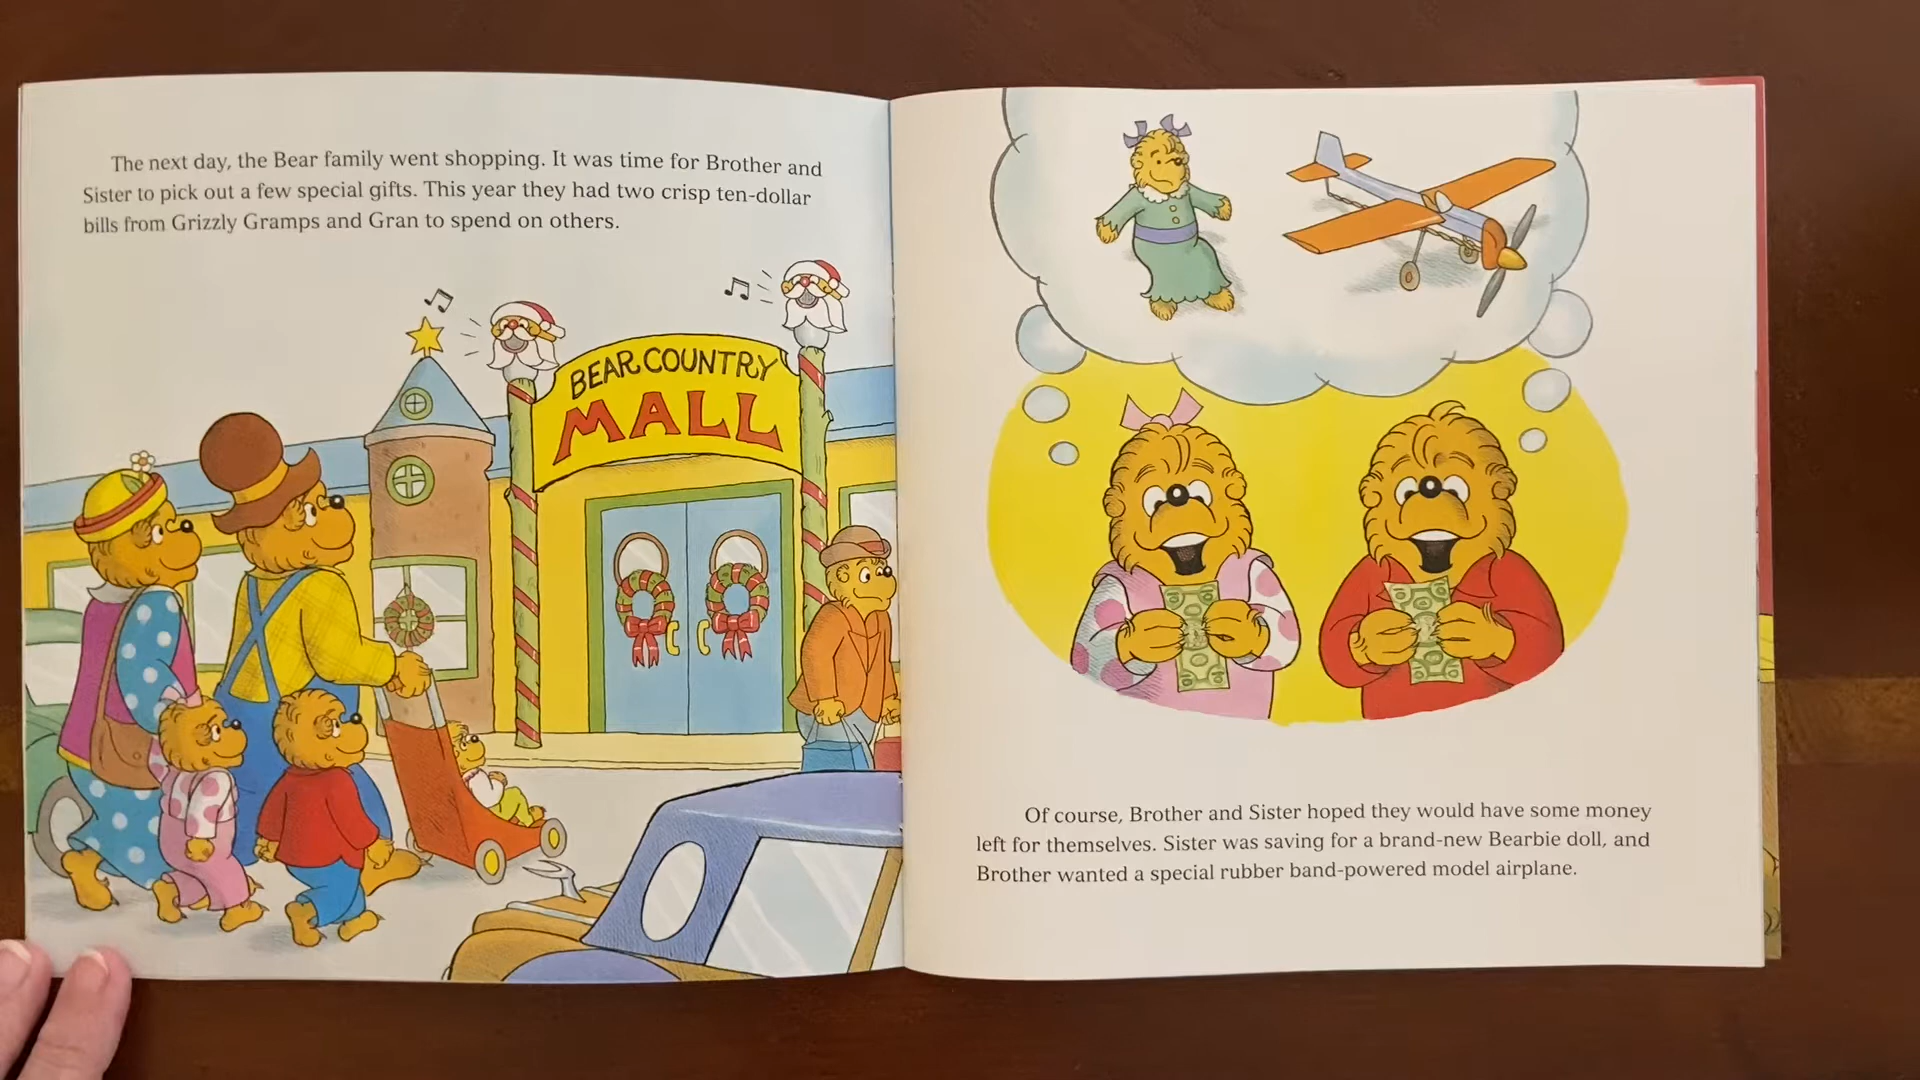 The next day, the Bear family went shopping. It was time for Brother and
Sister to pick out a few special gifts. This year they had two crisp ten-dollar
bills from Grizzly Gramps and Gran to spend on others.
BEAR COUNTRY
MALL
Of course, Brother and Sister hoped they would have some money
left for themselves. Sister was saving for a brand-new Bearbie doll, and
Brother wanted a special rubber band-powered model airplane.